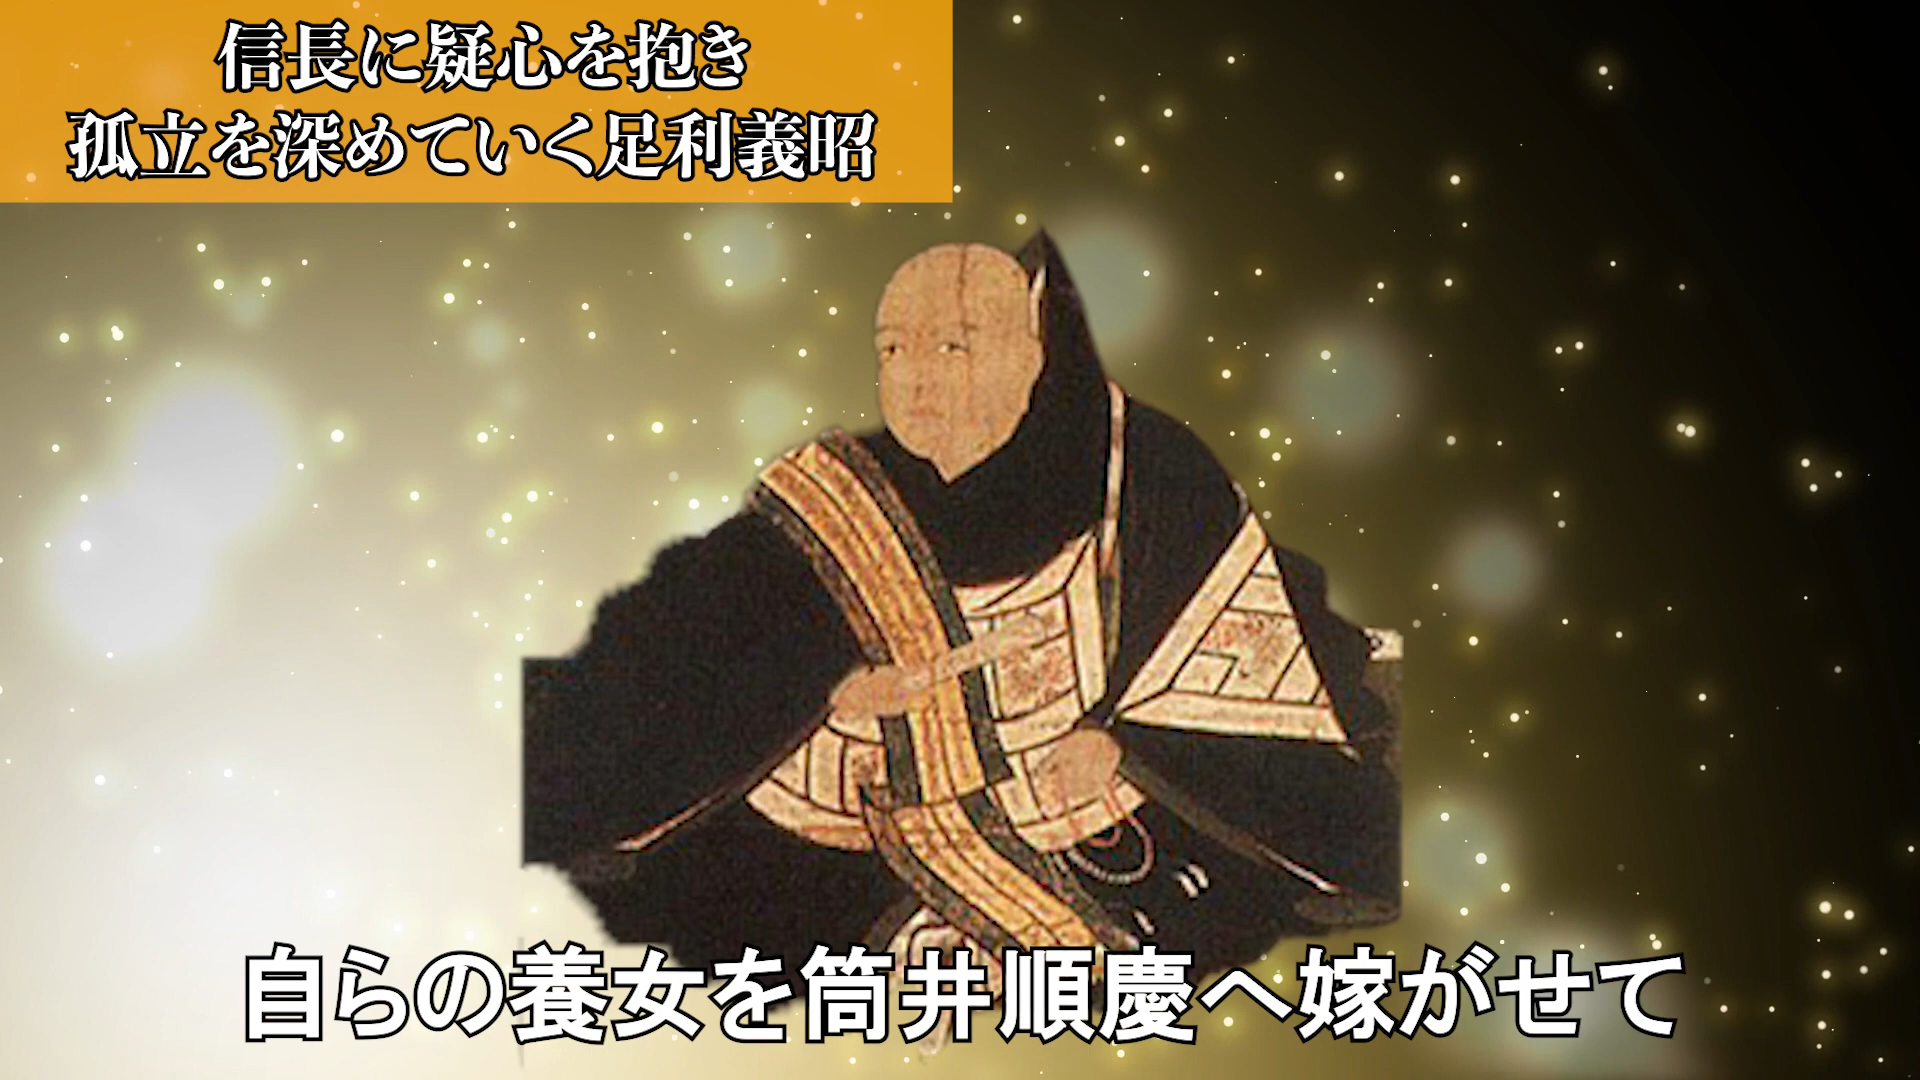 信長に疑心を抱き
孤立を深めていく足利義昭
自らの養女を筒井順慶へ嫁がせて